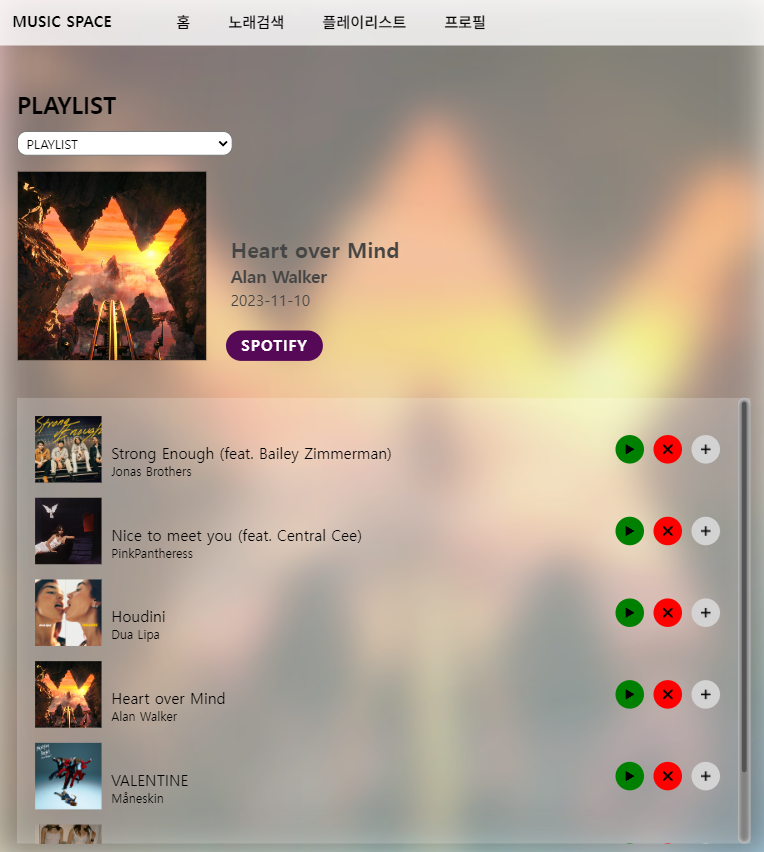 MUSIC SPACE 홈 노래검색 플레이리스트 프로필
PLAYLIST
PLAYLIST
Heart over Mind
Alan Walker
2023-11-10
SPOTIFY
Strong Enough
Strong Enough (feat. Bailey Zimmerman)
Jonas Brothers
Nice to meet you (feat. Central Cee)
PinkPantheress
Houdini
Dua Lipa
Heart over Mind
Alan Walker
VALENTINE
Måneskin